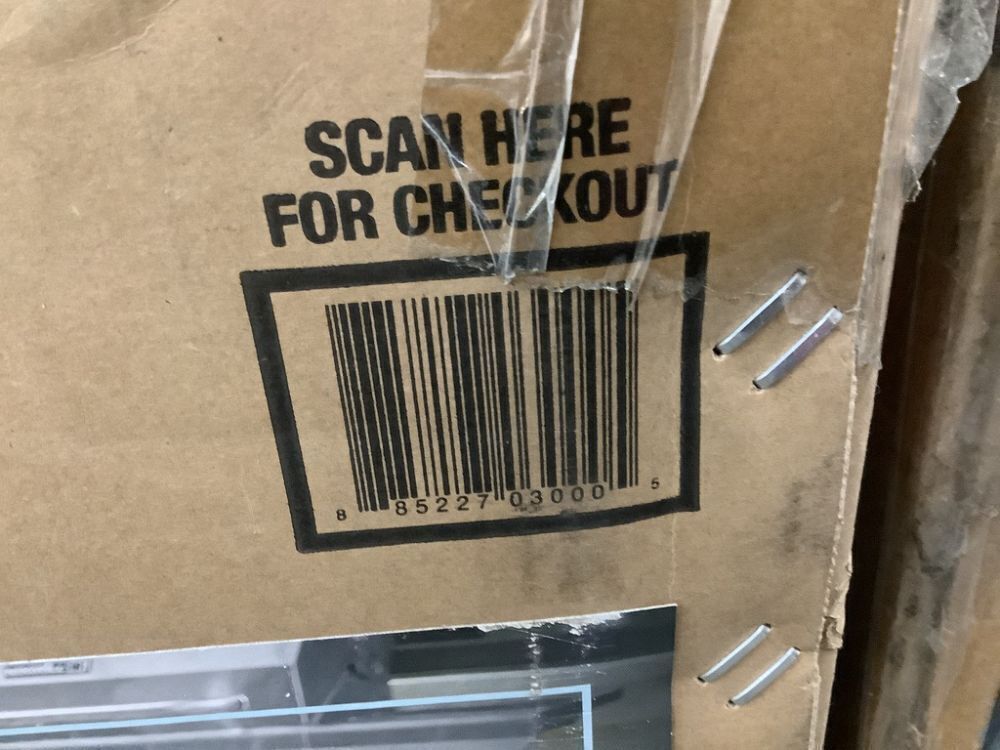 SCAN HERE
FOR CHECKOUT
8 85227 03000 5